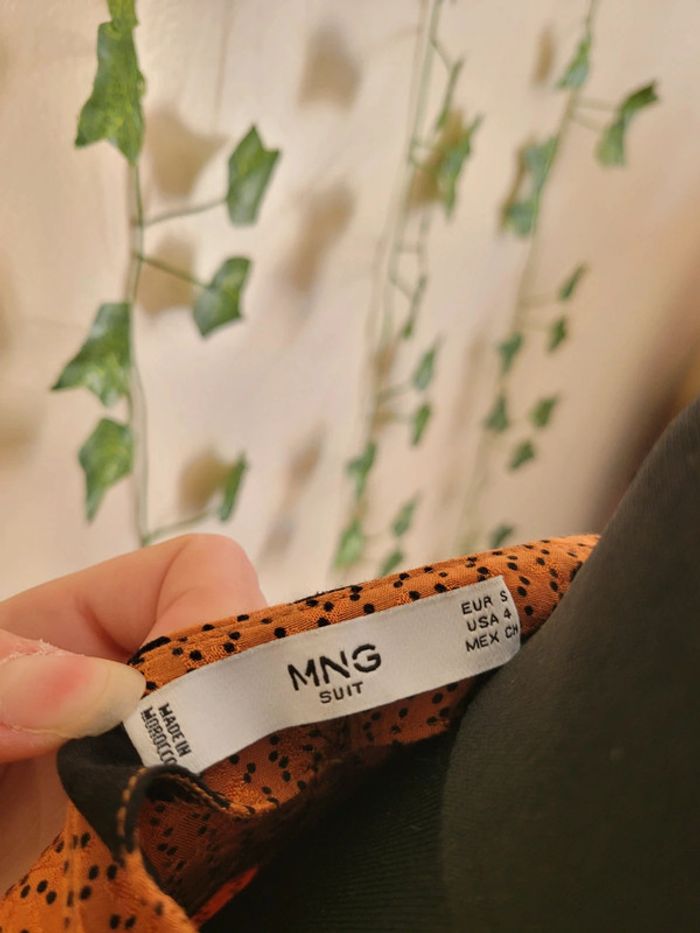 MNG
SUIT
EUR S
USA 4
MEX CH
MADE IN
MOROCCO